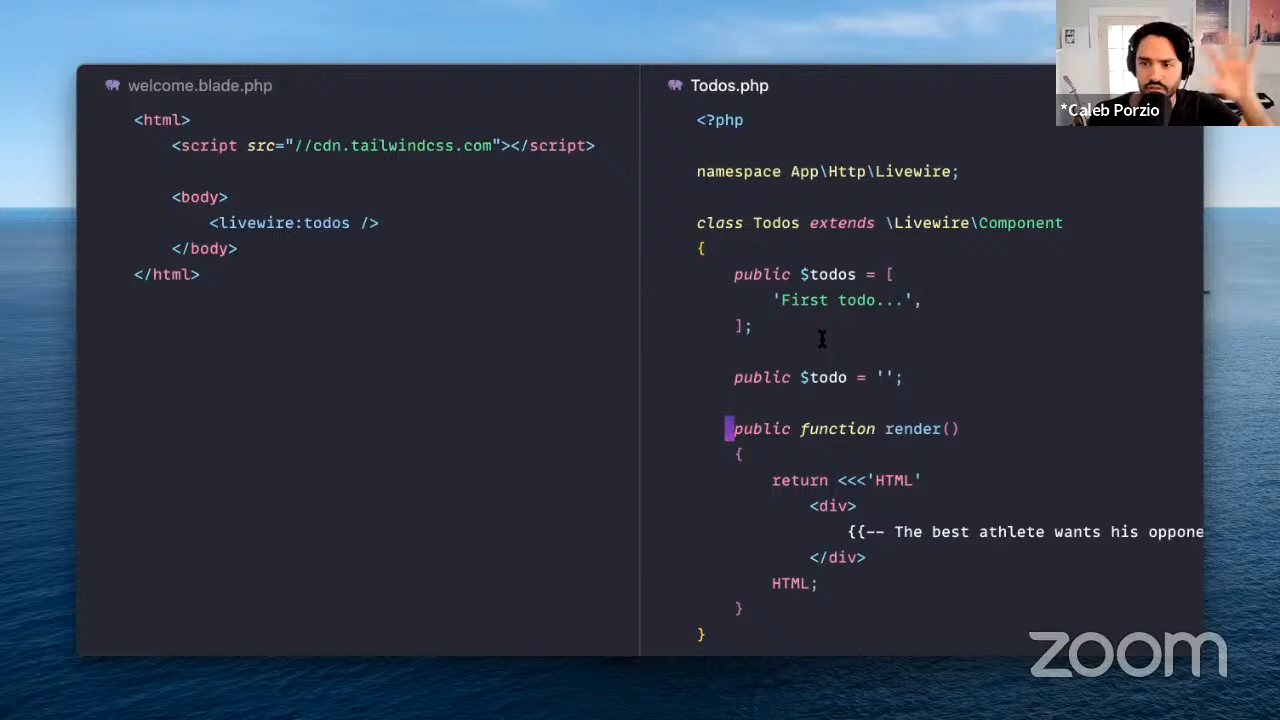 welcome.blade.php
<html>
<script src="//cdn.tailwindcss.com"></script>
<body>
<livewire:todos />
</body>
</html>
Todos.php
<?php
namespace App\Http\Livewire;
class Todos extends \Livewire\Component
{
public $todos = [
'First todo...',
];
public $todo = '';
public function render()
{
return <<<'HTML'
<div>
{{-- The best athlete wants his oppone
</div>
HTML;
}
}
*Caleb Porzio
zoom